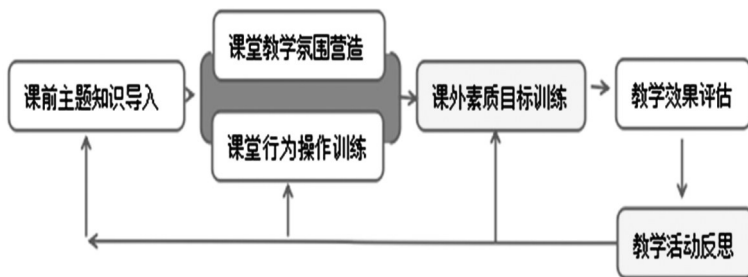 课堂教学氛围营造
课前主题知识导入
课外素质目标训练
教学效果评估
课堂行为操作训练
教学活动反思